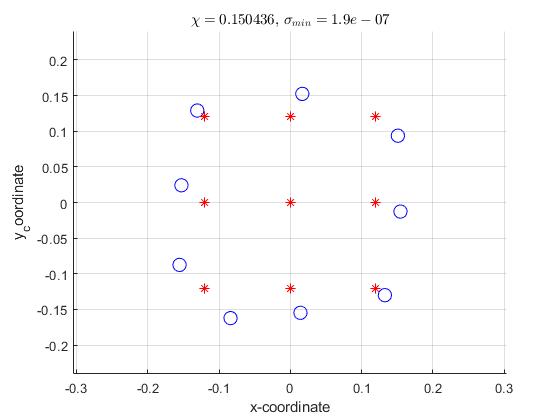 χ = 0.150436, σmin = 1.9e − 07
0.2
0.15
0.1
0.05
0
-0.05
-0.1
-0.15
-0.2
y_coordinate
-0.3 -0.2 -0.1 0 0.1 0.2 0.3
x-coordinate